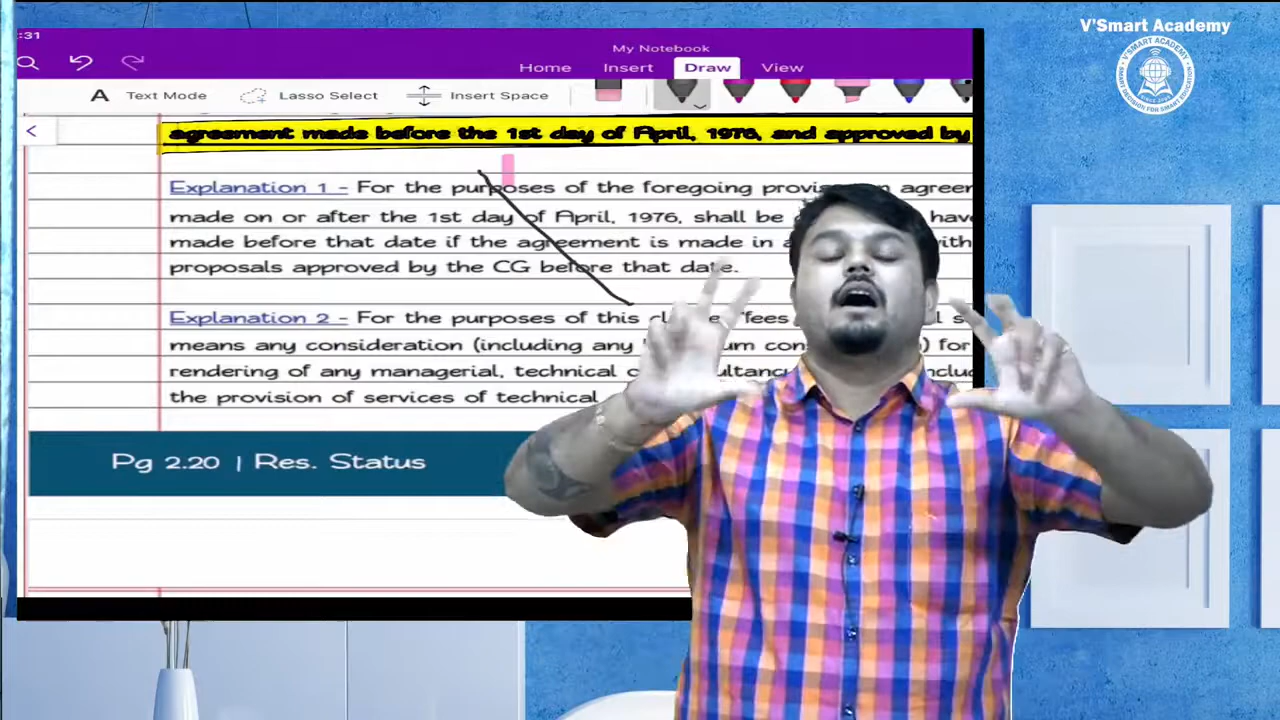 V'Smart Academy
:31
My Notebook
Home Insert Draw View
Text Mode Lasso Select Insert Space
agreement made before the 1st day of April, 1976, and approved by
Explanation 1 - For the purposes of the foregoing agreem
made on or after the 1st day of April, 1976, shall be hav
made before that date if the agreement is made in with
proposals approved by the CG before that date.
Explanation 2 - For the purposes of this fees
means any consideration (including any con for
rendering of any managerial, technical
the provision of services of technical
Pg 2.20 | Res. Status